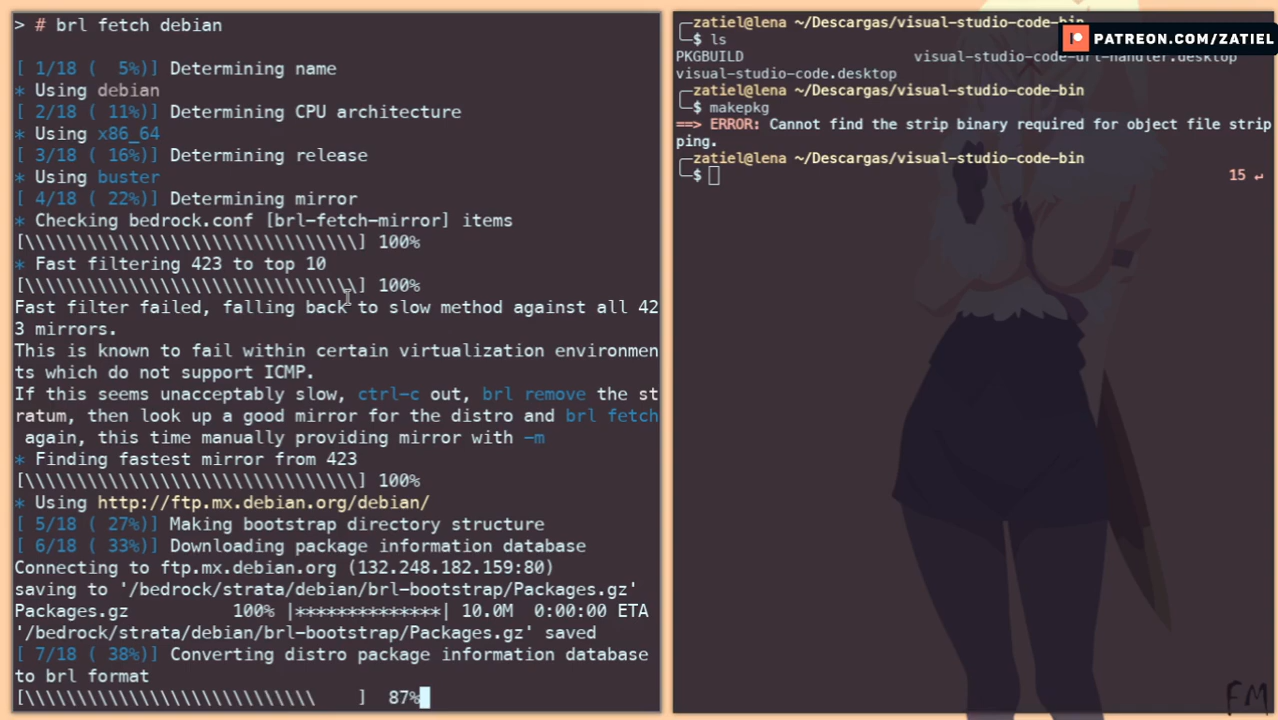 > # brl fetch debian
[ 1/18 (  5%)] Determining name
* Using debian
[ 2/18 ( 11%)] Determining CPU architecture
* Using x86_64
[ 3/18 ( 16%)] Determining release
* Using buster
[ 4/18 ( 22%)] Determining mirror
* Checking bedrock.conf [brl-fetch-mirror] items
[\\\\\\\\\\\\\\\\\\\\\\\\\\\\\\\\] 100%
* Fast filtering 423 to top 10
[\\\\\\\\\\\\\\\\\\\\\\\\\\\\\\\\] 100%
Fast filter failed, falling back to slow method against all 42
3 mirrors.
This is known to fail within certain virtualization environmen
ts which do not support ICMP.
If this seems unacceptably slow, ctrl-c out, brl remove the st
ratum, then look up a good mirror for the distro and brl fetch
 again, this time manually providing mirror with -m
* Finding fastest mirror from 423
[\\\\\\\\\\\\\\\\\\\\\\\\\\\\\\\\] 100%
* Using http://ftp.mx.debian.org/debian/
[ 5/18 ( 27%)] Making bootstrap directory structure
[ 6/18 ( 33%)] Downloading package information database
Connecting to ftp.mx.debian.org (132.248.182.159:80)
saving to '/bedrock/strata/debian/brl-bootstrap/Packages.gz'
Packages.gz          100% |**************| 10.0M  0:00:00 ETA
'/bedrock/strata/debian/brl-bootstrap/Packages.gz' saved
[ 7/18 ( 38%)] Converting distro package information database
to brl format
[\\\\\\\\\\\\\\\\\\\\\\\\\\\\    ]  87%
zatiel@lena ~/Descargas/visual-studio-code-bin
$ ls
PATREON.COM/ZATIEL
PKGBUILD                    visual-studio-code-url-handler.desktop
visual-studio-code.desktop
zatiel@lena ~/Descargas/visual-studio-code-bin
$ makepkg
==> ERROR: Cannot find the strip binary required for object file strip
ping.
zatiel@lena ~/Descargas/visual-studio-code-bin
$ 15 ↵
FM